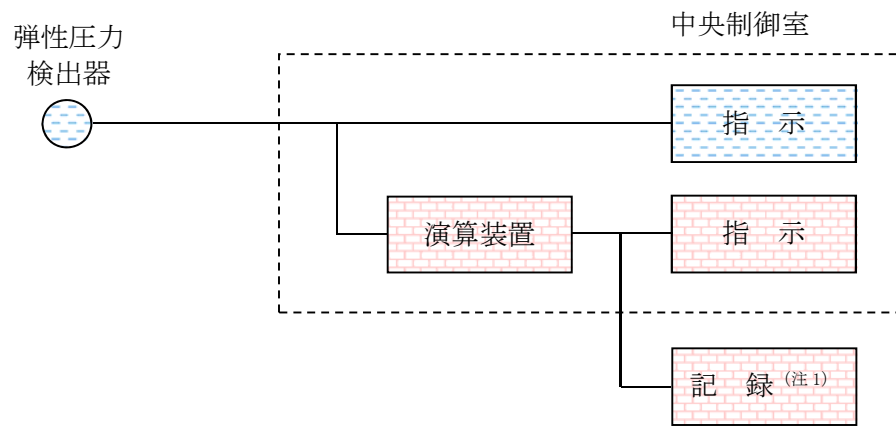 中央制御室
弾性圧力
検出器
指　示
演算装置
指　示
記　録（注1）